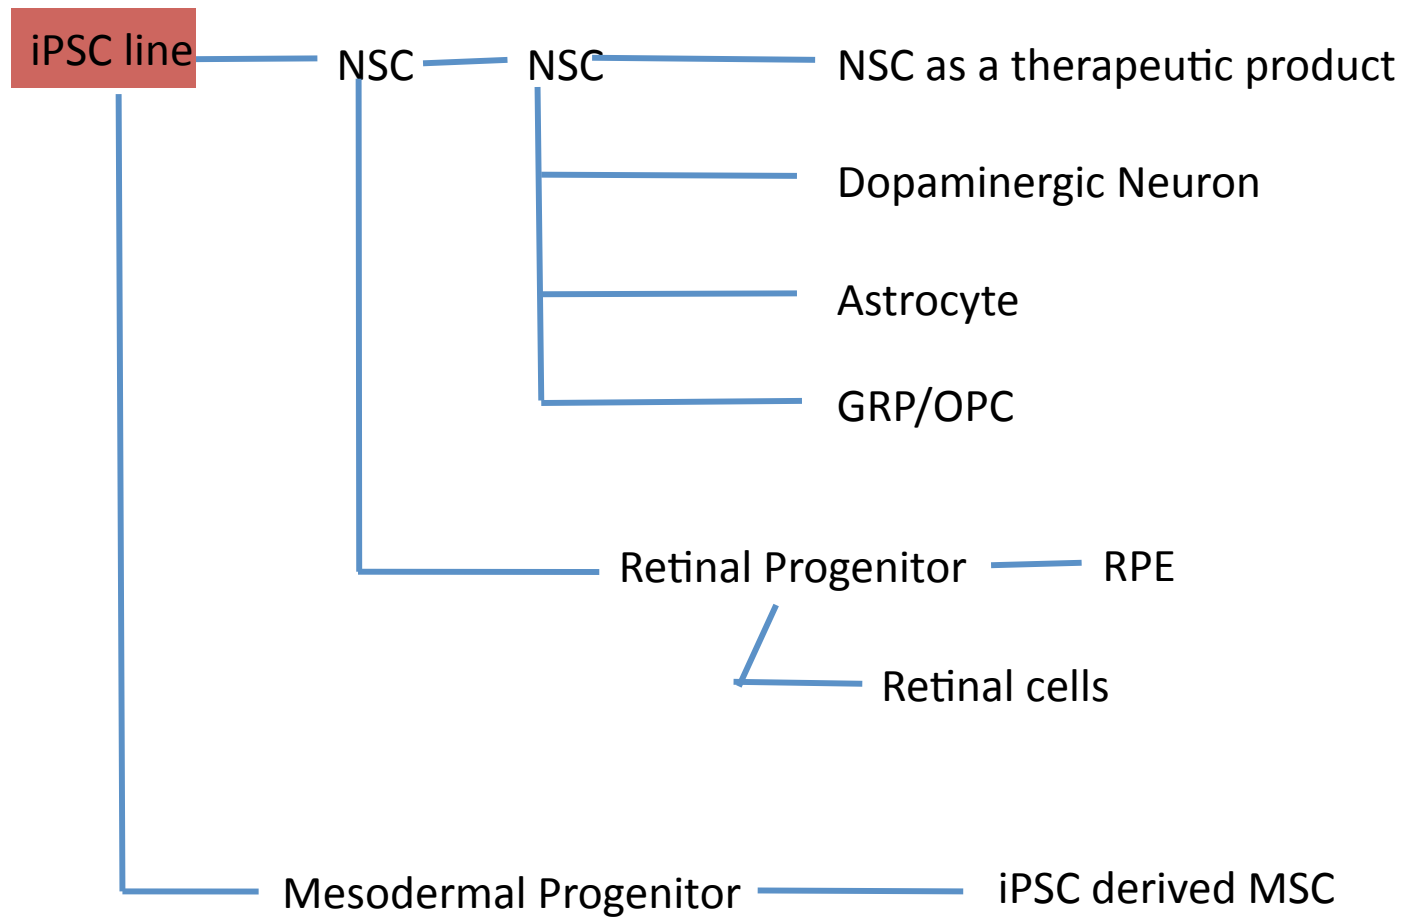 iPSC line
NSC
NSC
NSC as a therapeutic product
Dopaminergic Neuron
Astrocyte
GRP/OPC
Retinal Progenitor
RPE
Retinal cells
Mesodermal Progenitor
iPSC derived MSC